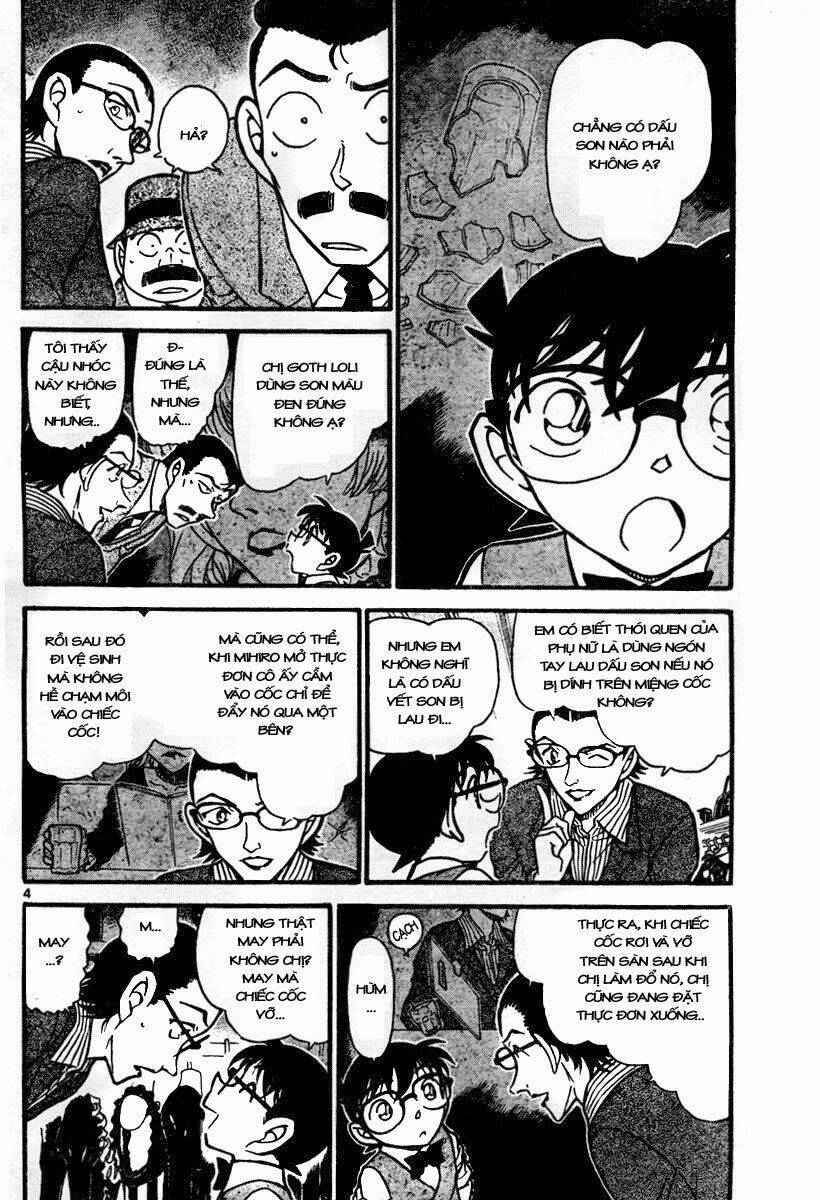 CHẲNG CÓ DẤU
SON NÀO PHẢI
KHÔNG Ạ?
HẢ?
CHỊ GOTH LOLI
DÙNG SON MÀU
ĐEN ĐÚNG
KHÔNG Ạ?
Đ-
ĐÚNG LÀ
THẾ,
NHƯNG
MÀ...
TÔI THẤY
CẬU NHÓC
NÀY KHÔNG
BIẾT,
NHƯNG..
EM CÓ BIẾT THÓI QUEN CỦA
PHỤ NỮ LÀ DÙNG NGÓN
TAY LAU DẤU SON NẾU NÓ
BỊ DÍNH TRÊN MIỆNG CỐC
KHÔNG?
NHƯNG EM
KHÔNG NGHĨ
LÀ CÓ DẤU
VẾT SON BỊ
LAU ĐI...
MÀ CŨNG CÓ THỂ,
KHI MIHIRO MỞ THỰC
ĐƠN CÔ ẤY CẦM
VÀO CỐC CHỈ ĐỂ
ĐẨY NÓ QUA MỘT
BÊN?
RỒI SAU ĐÓ
ĐI VỆ SINH
MÀ KHÔNG
HỀ CHẠM MÔI
VÀO CHIẾC
CỐC!
4
THỰC RA, KHI CHIẾC
CỐC RƠI VÀ VỠ
TRÊN SÀN SAU KHI
CHỊ LÀM ĐỔ NÓ, CHỊ
CŨNG ĐANG ĐẶT
THỰC ĐƠN XUỐNG..
CẠCH
HỪM
...
NHƯNG THẬT
MAY PHẢI
KHÔNG CHỊ?
MAY MÀ
CHIẾC CỐC
VỠ...
M...
MAY
...?